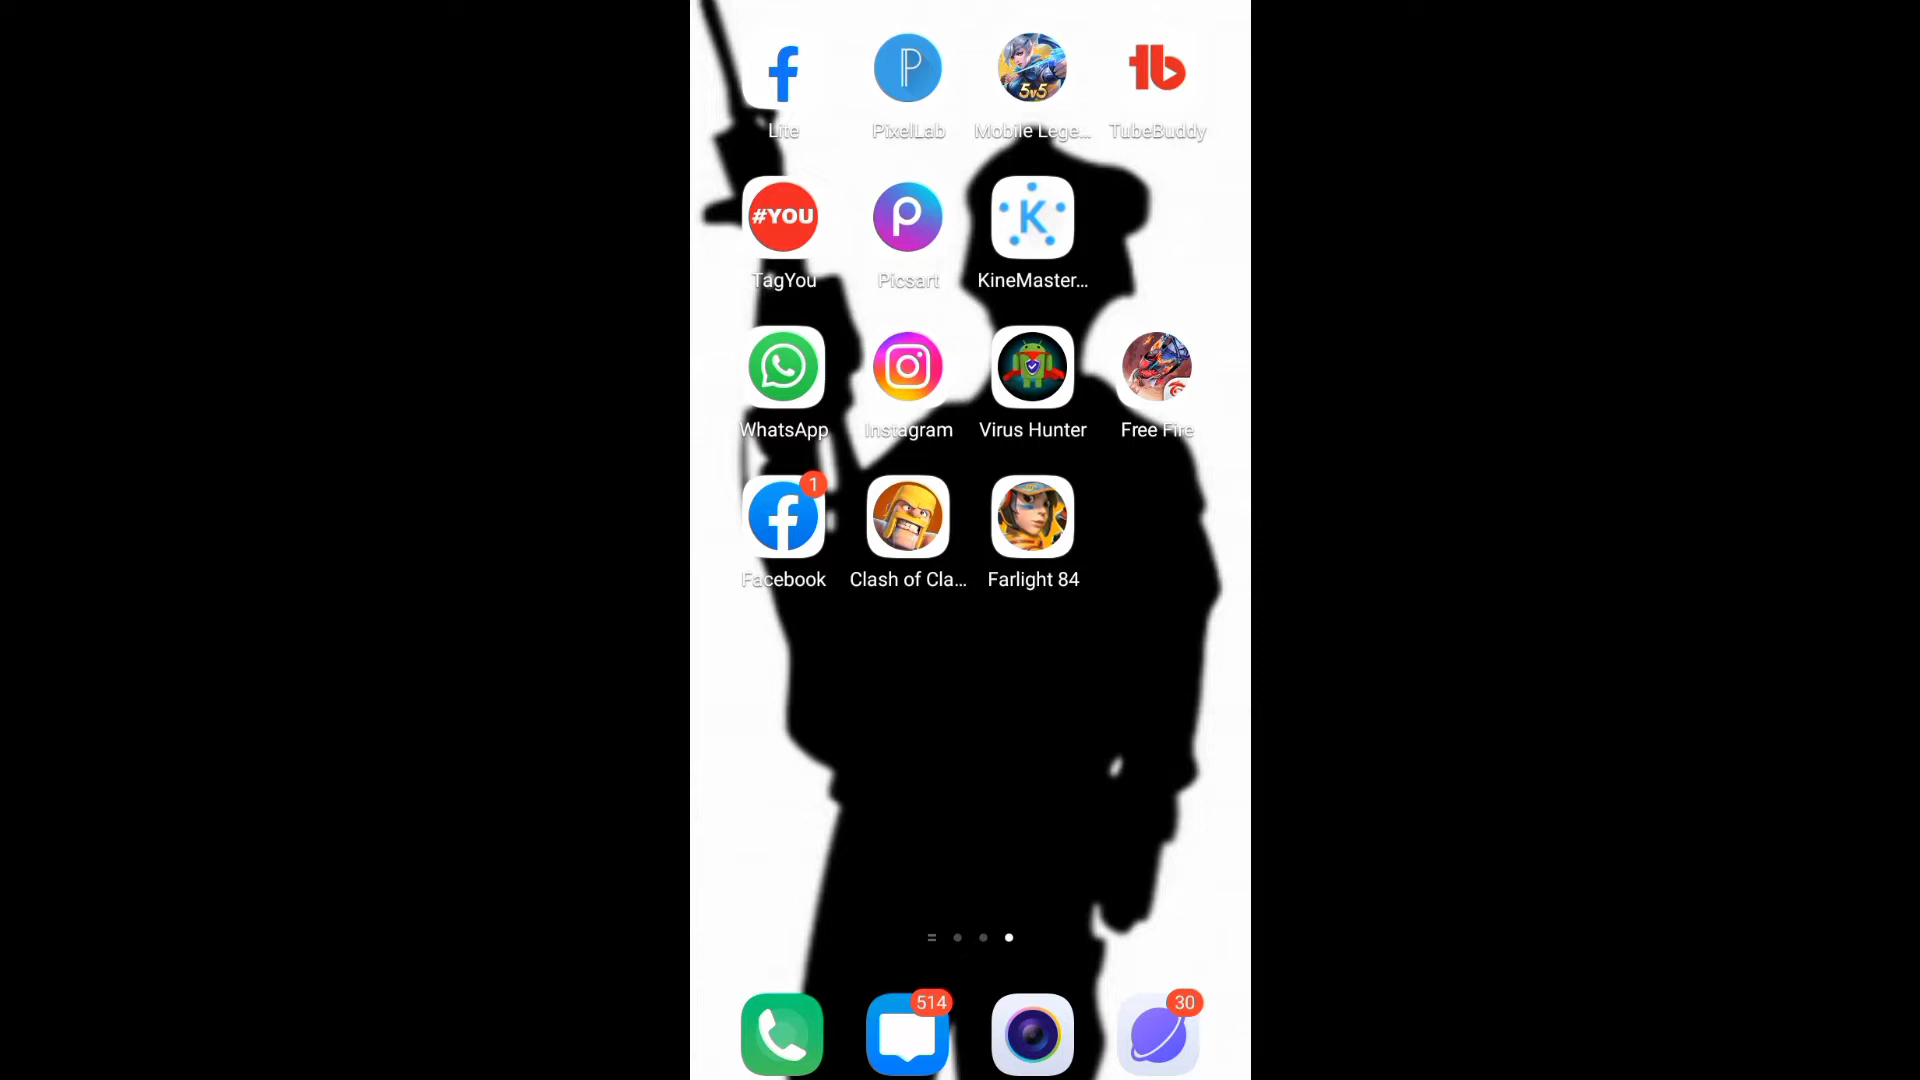 5v5
Lite PixelLab Mobile Lege... TubeBuddy
#YOU
TagYou Picsart KineMaster...
WhatsApp Instagram Virus Hunter Free Fire
1
Facebook Clash of Cla... Farlight 84
514 30